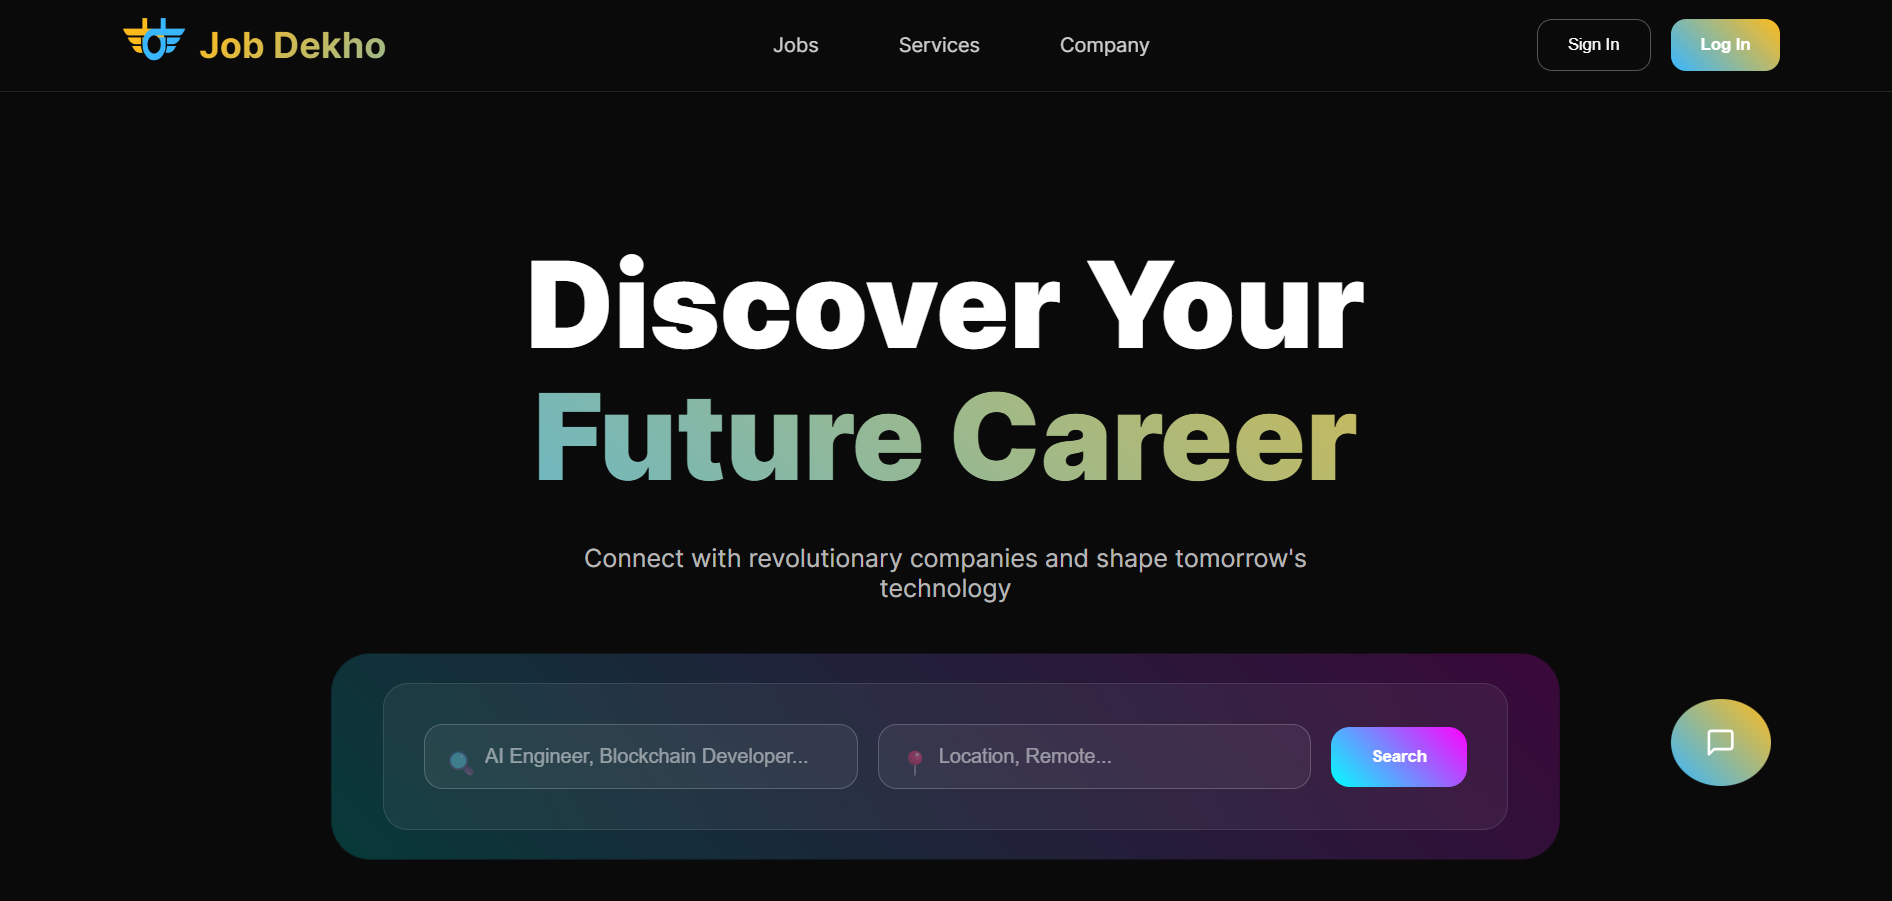 Job Dekho
Jobs
Services
Company
Sign In
Log In
Discover Your
Future Career
Connect with revolutionary companies and shape tomorrow's
technology
AI Engineer, Blockchain Developer...
Location, Remote...
Search